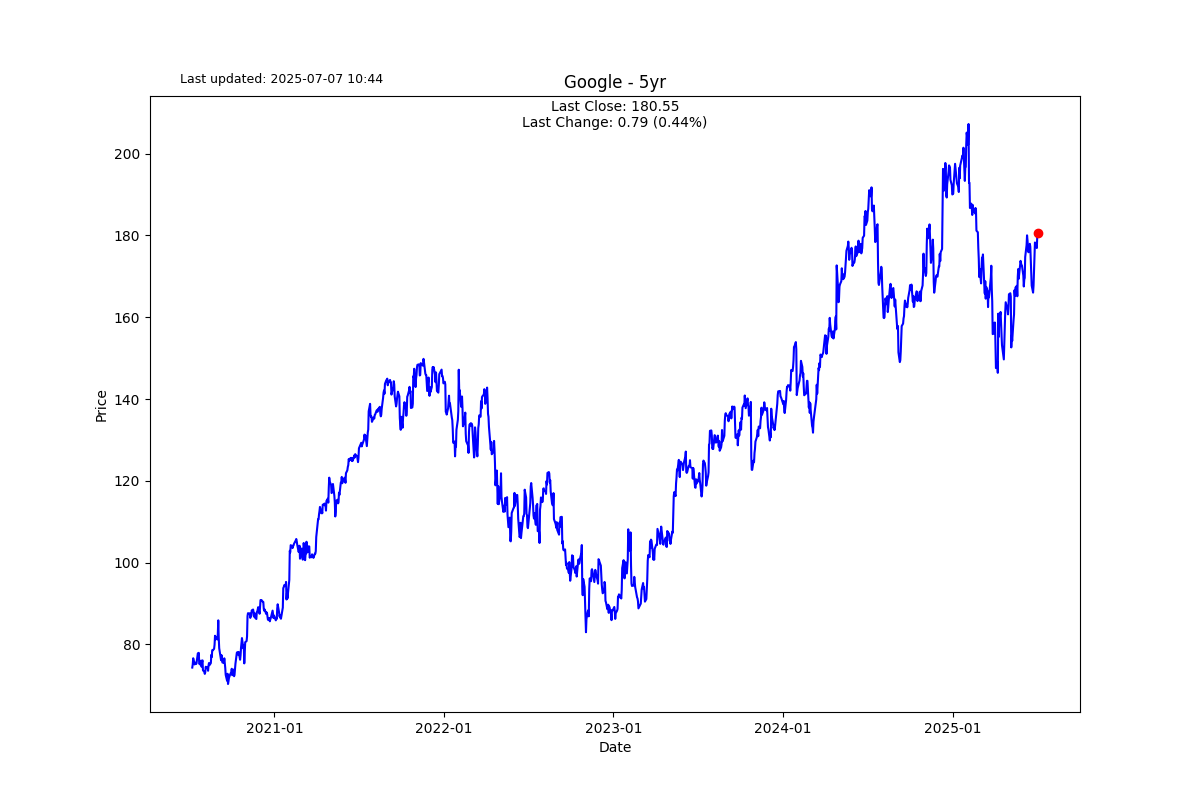 Last updated: 2025-07-07 10:44
Google - 5yr
Last Close: 180.55
Last Change: 0.79 (0.44%)
200
180
160
140
120
100
80
Price
2021-01
2022-01
2023-01
2024-01
2025-01
Date